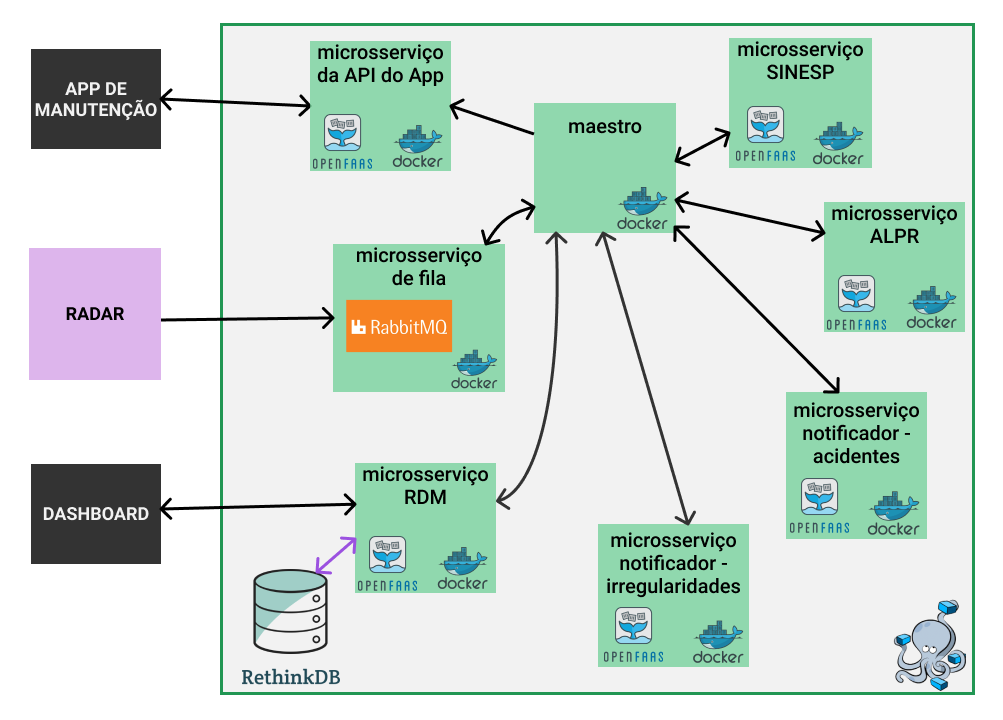 APP DE
MANUTENÇÃO
microsserviço
da API do App
OPENFAAS
docker
maestro
docker
microsserviço
SINESP
OPENFAAS
docker
microsserviço
ALPR
OPENFAAS
docker
RADAR
microsserviço
de fila
RabbitMQ
docker
microsserviço
notificador -
acidentes
OPENFAAS
docker
DASHBOARD
microsserviço
RDM
OPENFAAS
docker
RethinkDB
microsserviço
notificador -
irregularidades
OPENFAAS
docker